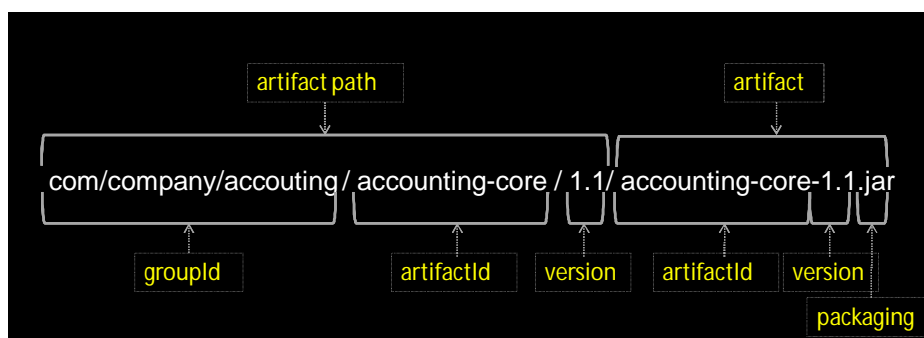 artifact path artifact
com/company/accouting / accounting-core / 1.1/ accounting-core-1.1.jar
groupId artifactId version artifactId version
packaging